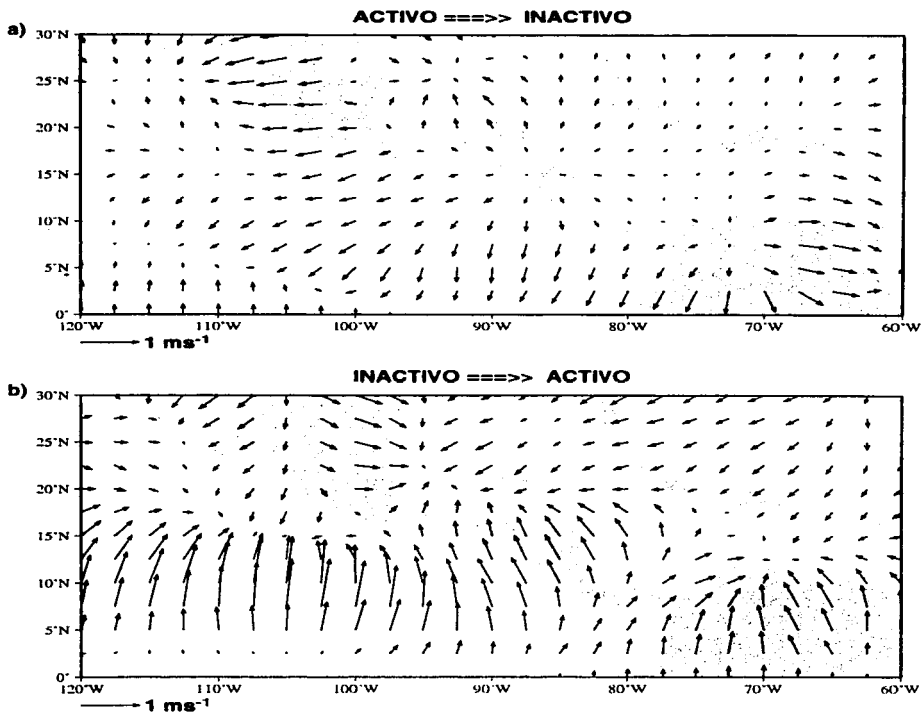 ACTIVO ===>> INACTIVO
a)
30°N
25°N
20°N
15°N
10°N
5°N
0°
120°W 110°W 100°W 90°W 80°W 70°W 60°W
1 ms⁻¹
INACTIVO ===>> ACTIVO
b)
30°N
25°N
20°N
15°N
10°N
5°N
0°
120°W 110°W 100°W 90°W 80°W 70°W 60°W
1 ms⁻¹